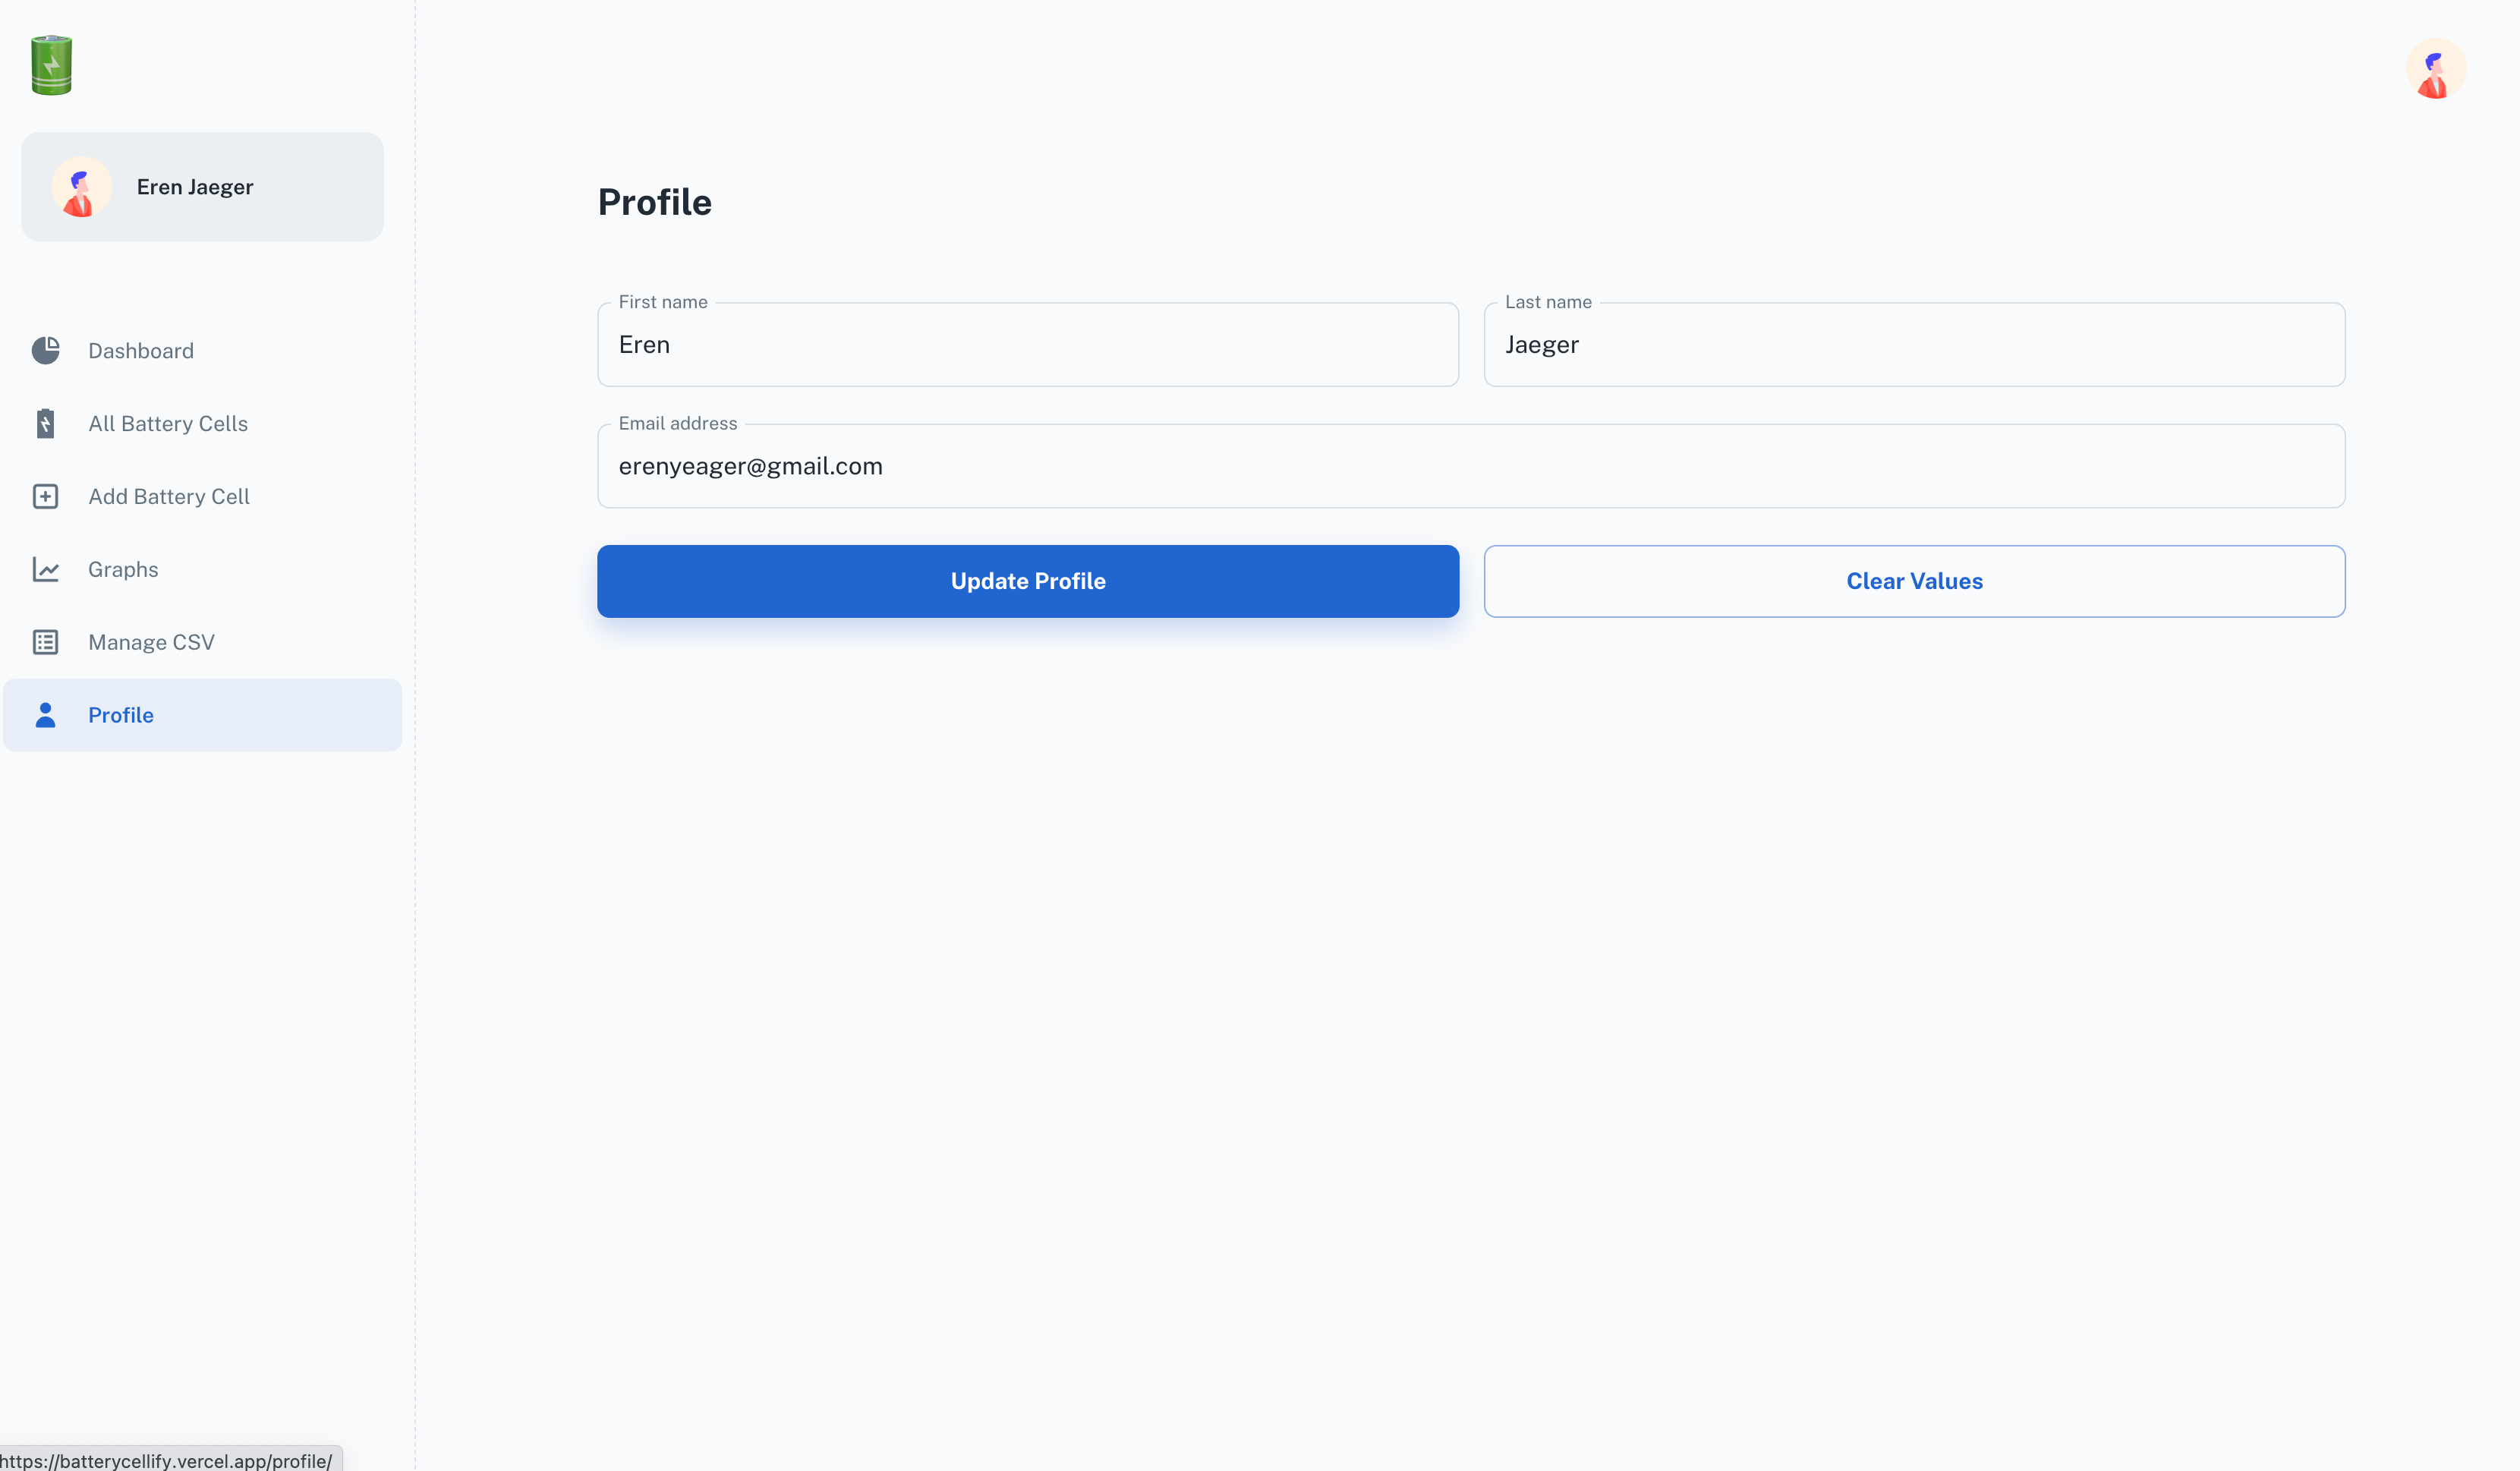 Eren Jaeger
Dashboard
All Battery Cells
Add Battery Cell
Graphs
Manage CSV
Profile
Profile
First name
Eren
Last name
Jaeger
Email address
erenyeager@gmail.com
Update Profile
Clear Values
https://batterycellify.vercel.app/profile/